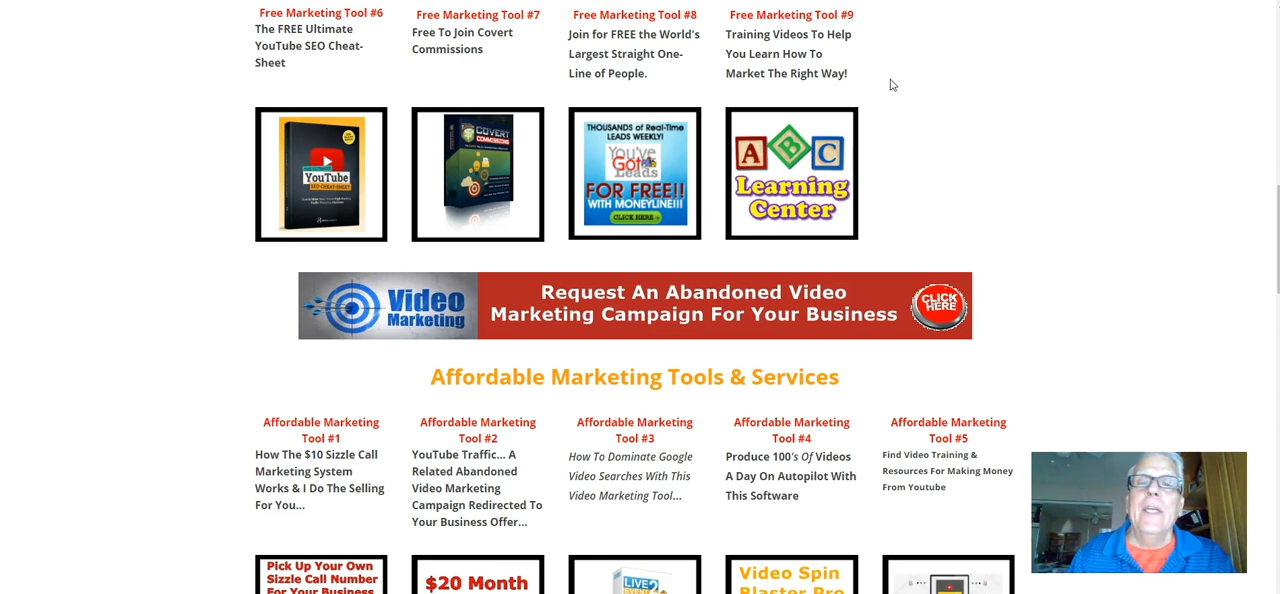 Free Marketing Tool #6
The FREE Ultimate
YouTube SEO Cheat-
Sheet
Free Marketing Tool #7
Free To Join Covert
Commissions
Free Marketing Tool #8
Join for FREE the World's
Largest Straight One-
Line of People.
Free Marketing Tool #9
Training Videos To Help
You Learn How To
Market The Right Way!
YouTube
SEO CHEAT-SHEET
COVERT
COMMISSIONS
THOUSANDS of Real-Time
LEADS WEEKLY!
You've
Got
Leads
FOR FREE!!
WITH MONEYLINE!!!
CLICK HERE
A B C
Learning
Center
Video
Marketing
Request An Abandoned Video
Marketing Campaign For Your Business
CLICK
HERE
Affordable Marketing Tools & Services
Affordable Marketing
Tool #1
How The $10 Sizzle Call
Marketing System
Works & I Do The Selling
For You...
Affordable Marketing
Tool #2
YouTube Traffic... A
Related Abandoned
Video Marketing
Campaign Redirected To
Your Business Offer...
Affordable Marketing
Tool #3
How To Dominate Google
Video Searches With This
Video Marketing Tool...
Affordable Marketing
Tool #4
Produce 100's Of Videos
A Day On Autopilot With
This Software
Affordable Marketing
Tool #5
Find Video Training &
Resources For Making Money
From Youtube
Pick Up Your Own
Sizzle Call Number
For Your Business
$20 Month
LIVE
EVENT
Video Spin
Blaster Pro